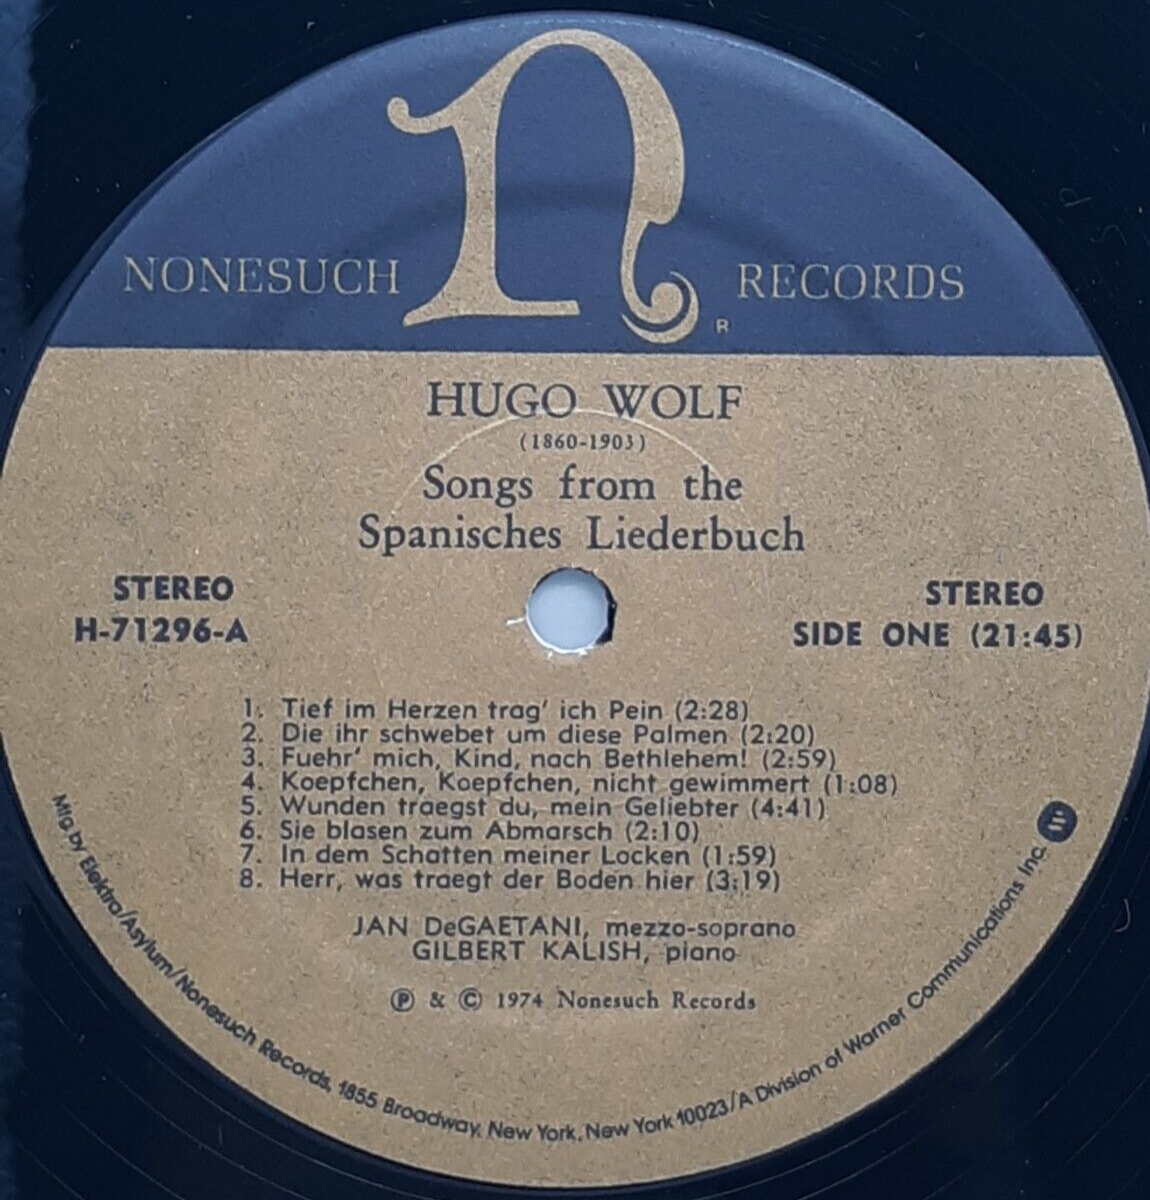 n
NONESUCH RECORDS
R
HUGO WOLF
(1860-1903)
Songs from the
Spanisches Liederbuch
STEREO
H-71296-A
STEREO
SIDE ONE (21:45)
1. Tief im Herzen trag' ich Pein (2:28)
2. Die ihr schwebet um diese Palmen (2:20)
3. Fuehr' mich, Kind, nach Bethlehem! (2:59)
4. Koepfchen, Koepfchen, nicht gewimmert (1:08)
5. Wunden traegst du, mein Geliebter (4:41)
6. Sie blasen zum Abmarsch (2:10)
7. In dem Schatten meiner Locken (1:59)
8. Herr, was traegt der Boden hier (3:19)
JAN DeGAETANI, mezzo-soprano
GILBERT KALISH, piano
℗ & © 1974 Nonesuch Records
Mfg. by Elektra/Asylum/Nonesuch Records, 1855 Broadway, New York, New York 10023/A Division of Warner Communications Inc.